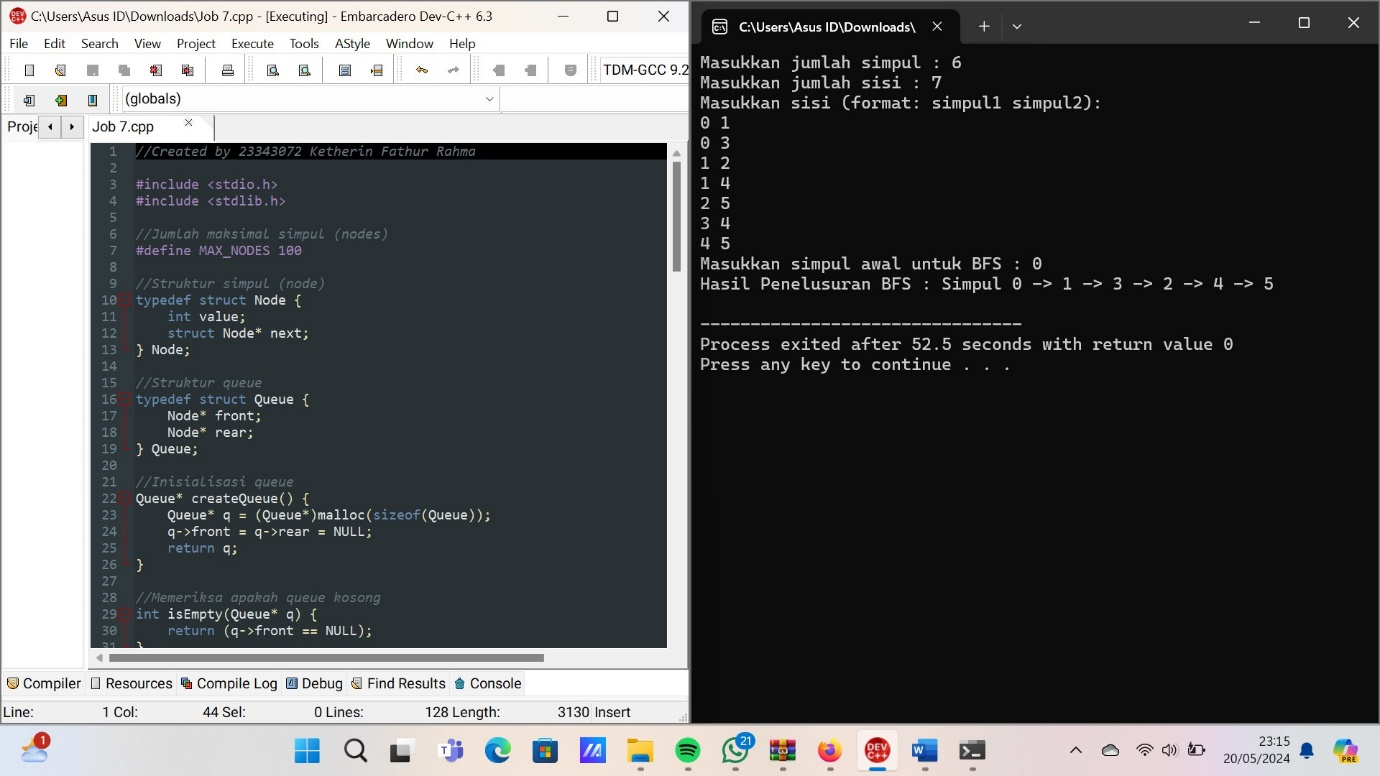 C:\Users\Asus ID\Downloads\Job 7.cpp - [Executing] - Embarcadero Dev-C++ 6.3
File Edit Search View Project Execute Tools AStyle Window Help
TDM-GCC 9.2
(globals)
Proje
Job 7.cpp
1 //Created by 23343072 Ketherin Fathur Rahma
2
3 #include <stdio.h>
4 #include <stdlib.h>
5
6 //Jumlah maksimal simpul (nodes)
7 #define MAX_NODES 100
8
9 //Struktur simpul (node)
10 typedef struct Node {
11 int value;
12 struct Node* next;
13 } Node;
14
15 //Struktur queue
16 typedef struct Queue {
17 Node* front;
18 Node* rear;
19 } Queue;
20
21 //Inisialisasi queue
22 Queue* createQueue() {
23 Queue* q = (Queue*)malloc(sizeof(Queue));
24 q->front = q->rear = NULL;
25 return q;
26 }
27
28 //Memeriksa apakah queue kosong
29 int isEmpty(Queue* q) {
30 return (q->front == NULL);
31 }
Compiler Resources Compile Log Debug Find Results Console
Line: 1 Col: 44 Sel: 0 Lines: 128 Length: 3130 Insert
C:\Users\Asus ID\Downloads\
Masukkan jumlah simpul : 6
Masukkan jumlah sisi : 7
Masukkan sisi (format: simpul1 simpul2):
0 1
0 3
1 2
1 4
2 5
3 4
4 5
Masukkan simpul awal untuk BFS : 0
Hasil Penelusuran BFS : Simpul 0 -> 1 -> 3 -> 2 -> 4 -> 5
--------------------------------
Process exited after 52.5 seconds with return value 0
Press any key to continue . . .
1
21
DEV C++
23:15
20/05/2024
PRE